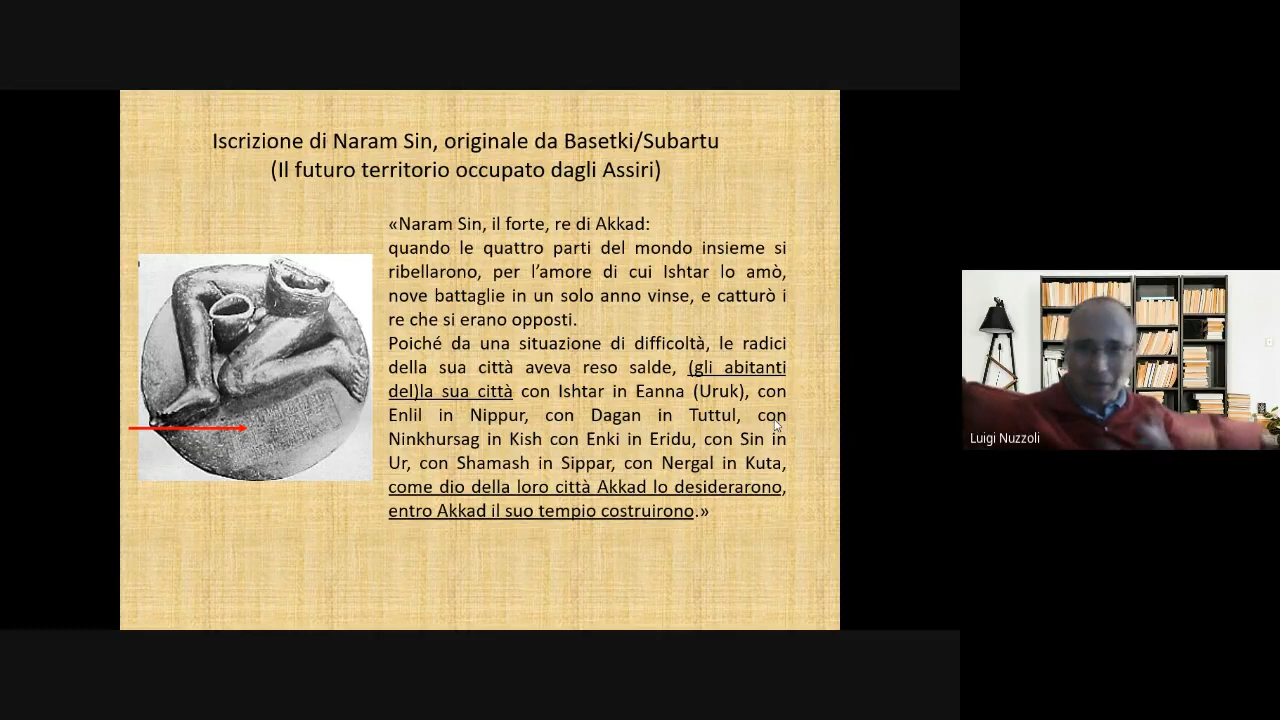 Iscrizione di Naram Sin, originale da Basetki/Subartu
(Il futuro territorio occupato dagli Assiri)
«Naram Sin, il forte, re di Akkad:
quando le quattro parti del mondo insieme si
ribellarono, per l’amore di cui Ishtar lo amò,
nove battaglie in un solo anno vinse, e catturò i
re che si erano opposti.
Poiché da una situazione di difficoltà, le radici
della sua città aveva reso salde, (gli abitanti
del)la sua città con Ishtar in Eanna (Uruk), con
Enlil in Nippur, con Dagan in Tuttul, con
Ninkhursag in Kish con Enki in Eridu, con Sin in
Ur, con Shamash in Sippar, con Nergal in Kuta,
come dio della loro città Akkad lo desiderarono,
entro Akkad il suo tempio costruirono.»
Luigi Nuzzoli